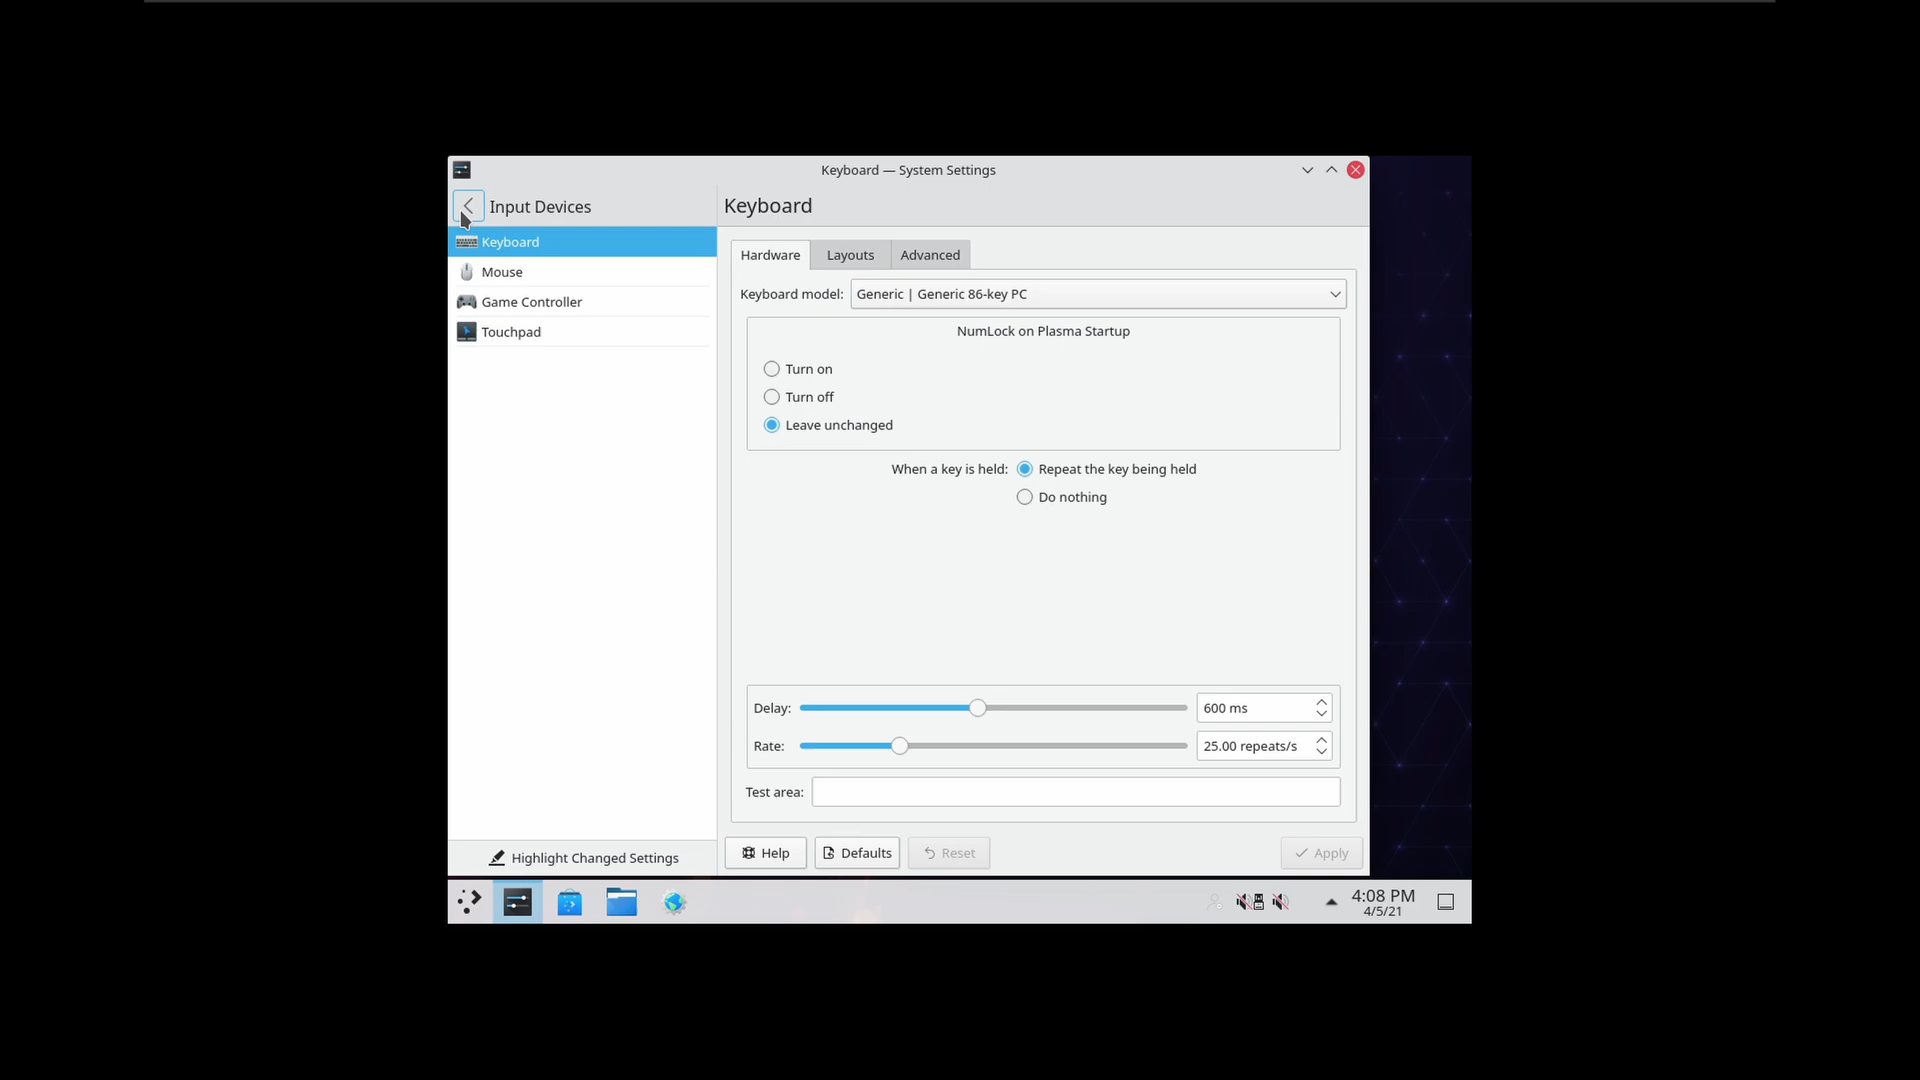 Keyboard — System Settings
Input Devices
Keyboard
Keyboard
Mouse
Game Controller
Touchpad
Highlight Changed Settings
Hardware
Layouts
Advanced
Keyboard model:
Generic | Generic 86-key PC
NumLock on Plasma Startup
Turn on
Turn off
Leave unchanged
When a key is held:
Repeat the key being held
Do nothing
Delay:
600 ms
Rate:
25.00 repeats/s
Test area:
Help
Defaults
Reset
Apply
4:08 PM
4/5/21